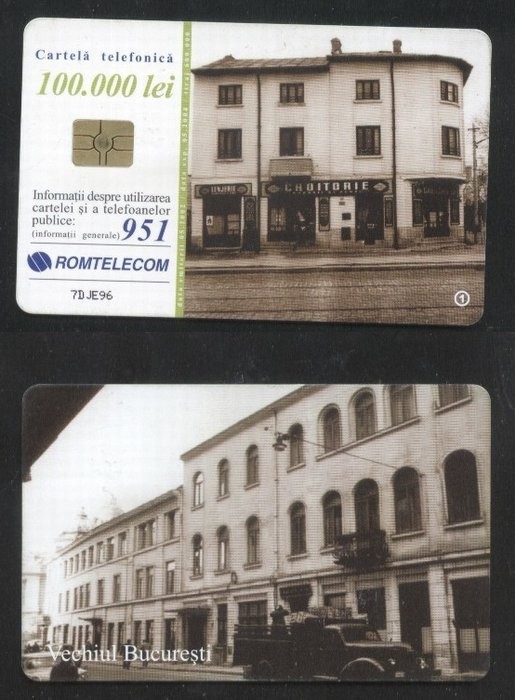 Cartelă telefonică
100.000 lei
Informații despre utilizarea
cartelei și a telefoanelor
publice:
(informații generale) 951
ROMTELECOM
7DJE96
LENJERIE
CROITORIE
1
Vechiul București